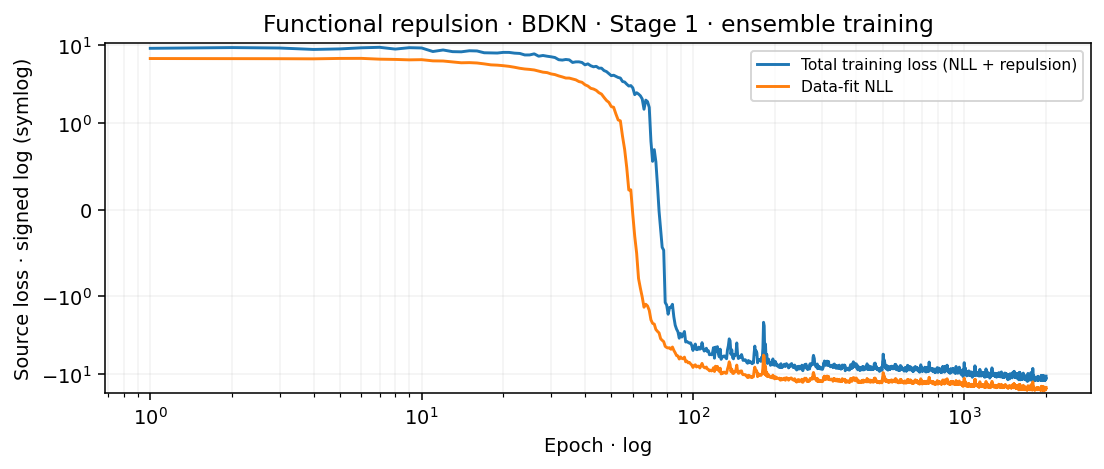 Functional repulsion · BDKN · Stage 1 · ensemble training
Source loss · signed log (symlog)
10¹
10⁰
0
−10⁰
−10¹
Total training loss (NLL + repulsion)
Data-fit NLL
10⁰ 10¹ 10² 10³
Epoch · log